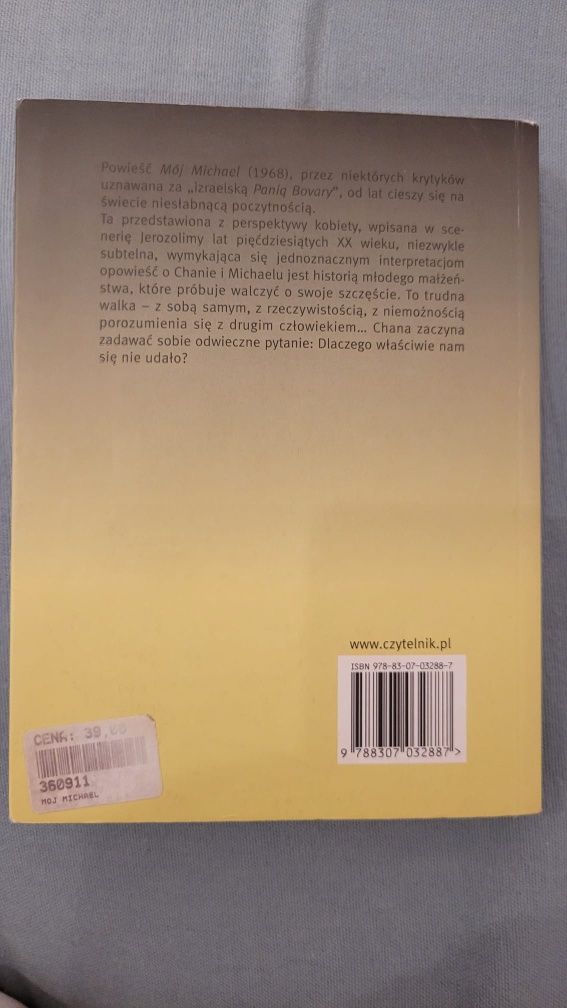 Powieść Mój Michael (1968), przez niektórych krytyków
uznawana za „izraelską Panią Bovary”, od lat cieszy się na
świecie niesłabnącą poczytnością.
Ta przedstawiona z perspektywy kobiety, wpisana w sce-
nerię Jerozolimy lat pięćdziesiątych XX wieku, niezwykle
subtelna, wymykająca się jednoznacznym interpretacjom
opowieść o Chanie i Michaelu jest historią młodego małżeń-
stwa, które próbuje walczyć o swoje szczęście. To trudna
walka – z sobą samym, z rzeczywistością, z niemożnością
porozumienia się z drugim człowiekiem... Chana zaczyna
zadawać sobie odwieczne pytanie: Dlaczego właściwie nam
się nie udało?
www.czytelnik.pl
ISBN 978-83-07-03288-7
9 788307 032887 >
CENA: 39,00
360911
MOJ MICHAEL